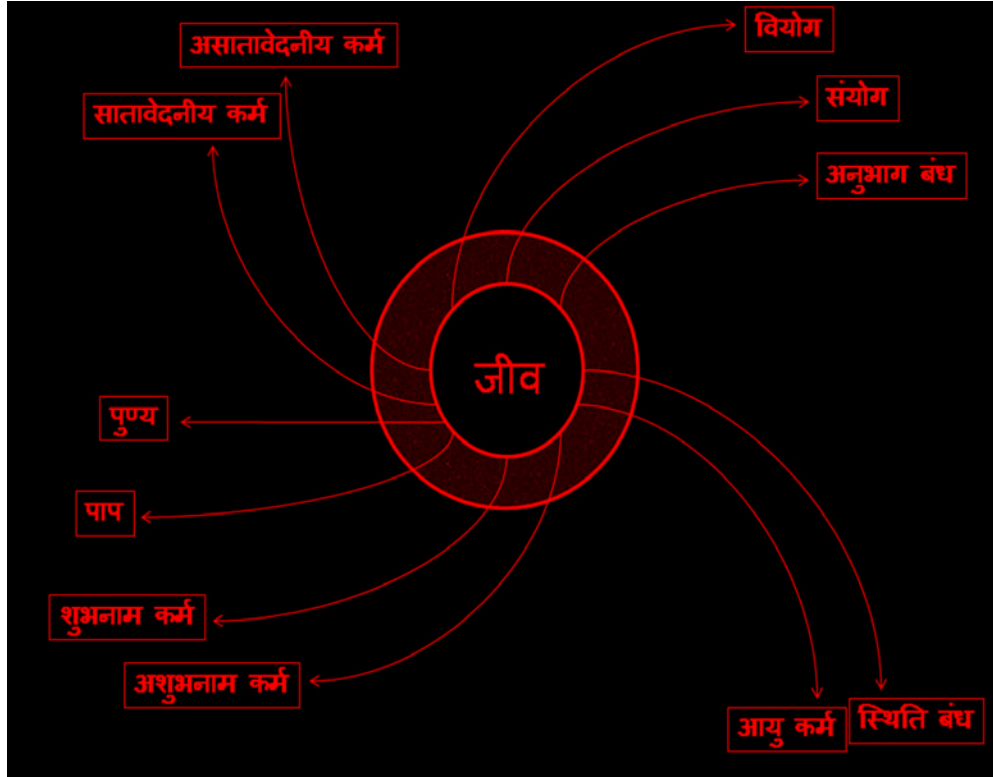 वियोग
असातावेदनीय कर्म
संयोग
सातावेदनीय कर्म
अनुभाग बंध
जीव
पुण्य
पाप
शुभनाम कर्म
अशुभनाम कर्म
आयु कर्म
स्थिति बंध